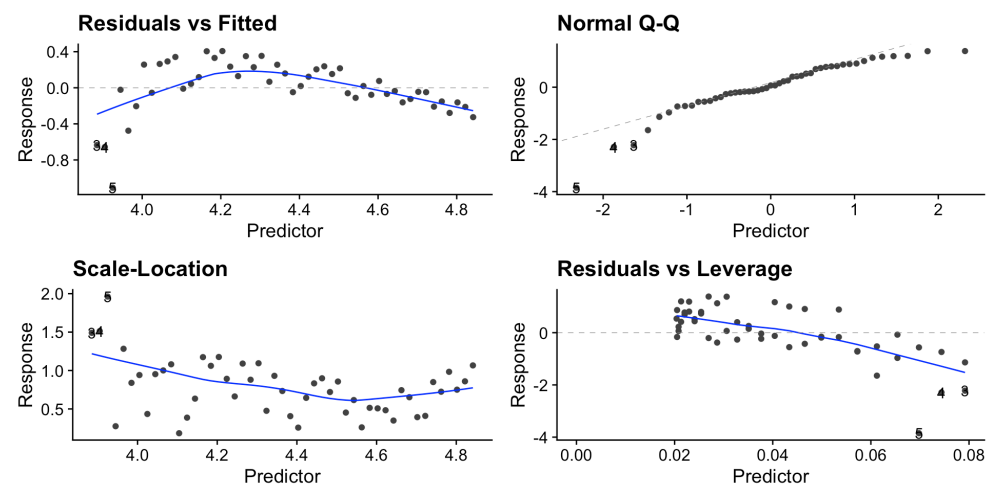 Residuals vs Fitted
Response
0.4
0.0
-0.4
-0.8
3
4
5
4.0 4.2 4.4 4.6 4.8
Predictor
Normal Q-Q
Response
0
-2
-4
4
3
5
-2 -1 0 1 2
Predictor
Scale-Location
Response
2.0
1.5
1.0
0.5
5
3
4
4.0 4.2 4.4 4.6 4.8
Predictor
Residuals vs Leverage
Response
0
-2
-4
4
3
5
0.00 0.02 0.04 0.06 0.08
Predictor